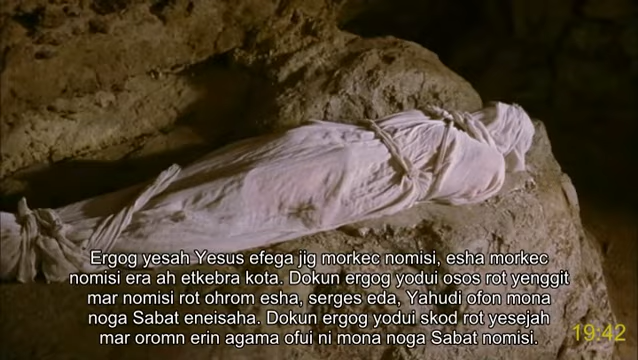 Ergog yesah Yesus efega jig morkec nomisi, esha morkec
nomisi era ah etkebra kota. Dokun ergog yodui osos rot yenggit
mar nomisi rot ohrom esha, serges eda, Yahudi ofon mona
noga Sabat eneisaha. Dokun ergog yodui skod rot yesejah
mar oromn erin agama ofui ni mona noga Sabat nomisi.
19:42